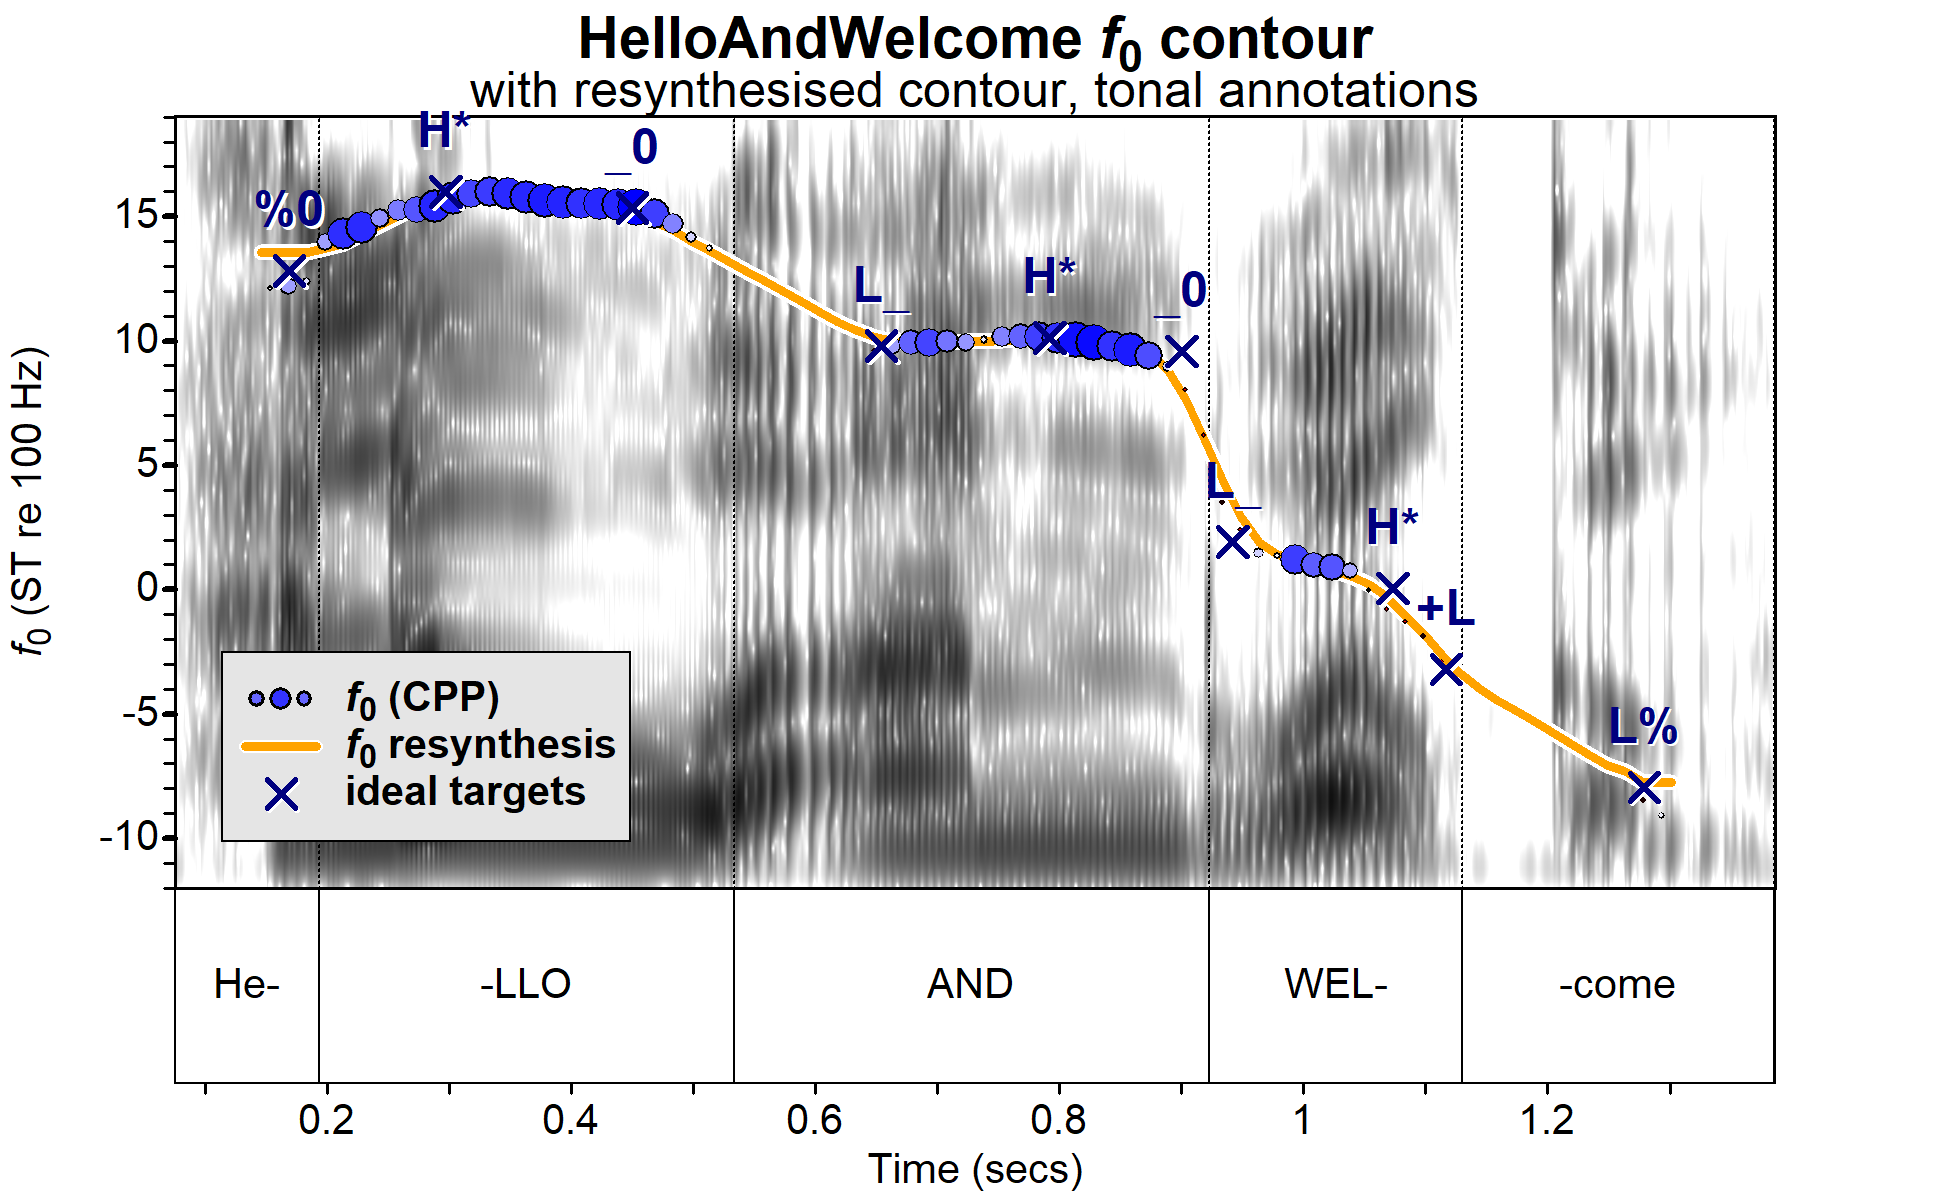 HelloAndWelcome f0 contour
with resynthesised contour, tonal annotations
H*
_0
%0
L_
H*
_0
L_
H*
+L
L%
15
10
5
0
-5
-10
f0 (ST re 100 Hz)
f0 (CPP)
f0 resynthesis
ideal targets
He-
-LLO
AND
WEL-
-come
0.2
0.4
0.6
0.8
1
1.2
Time (secs)